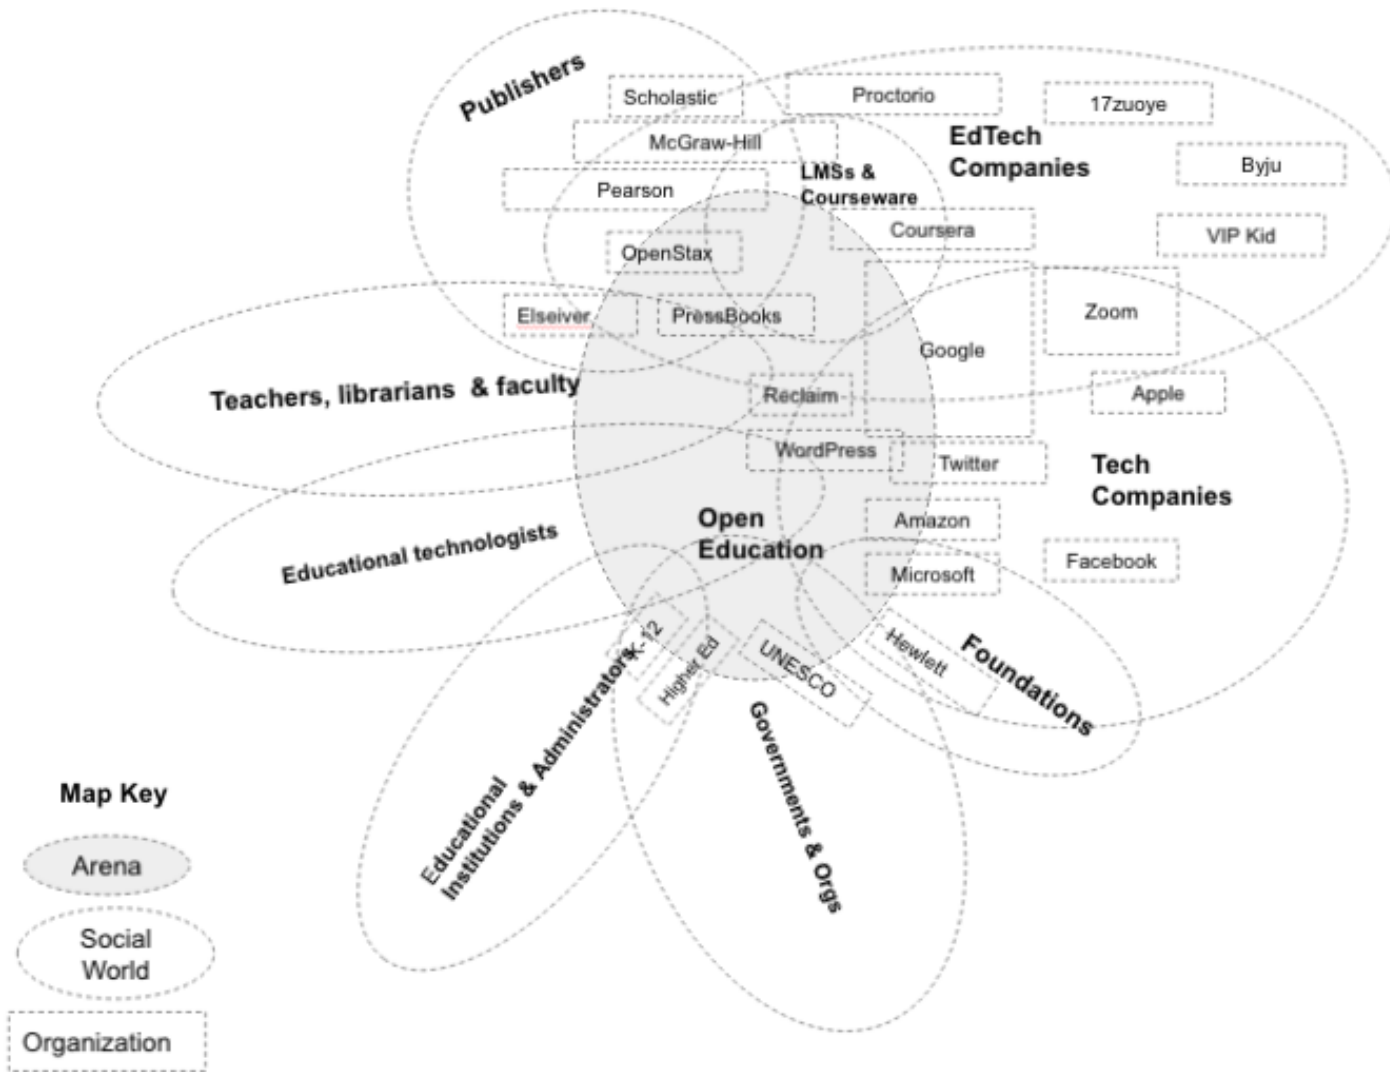 Publishers
Scholastic
Proctorio
17zuoye
McGraw-Hill
EdTech
Companies
Byju
Pearson
LMSs &
Courseware
Coursera
VIP Kid
OpenStax
Elseiver
PressBooks
Google
Zoom
Teachers, librarians & faculty
Reclaim
Apple
WordPress
Twitter
Tech
Companies
Open
Education
Amazon
Educational technologists
Microsoft
Facebook
K-12
Higher Ed
UNESCO
Hewlett
Foundations
Educational
Institutions & Administrators
Governments & Orgs
Map Key
Arena
Social
World
Organization